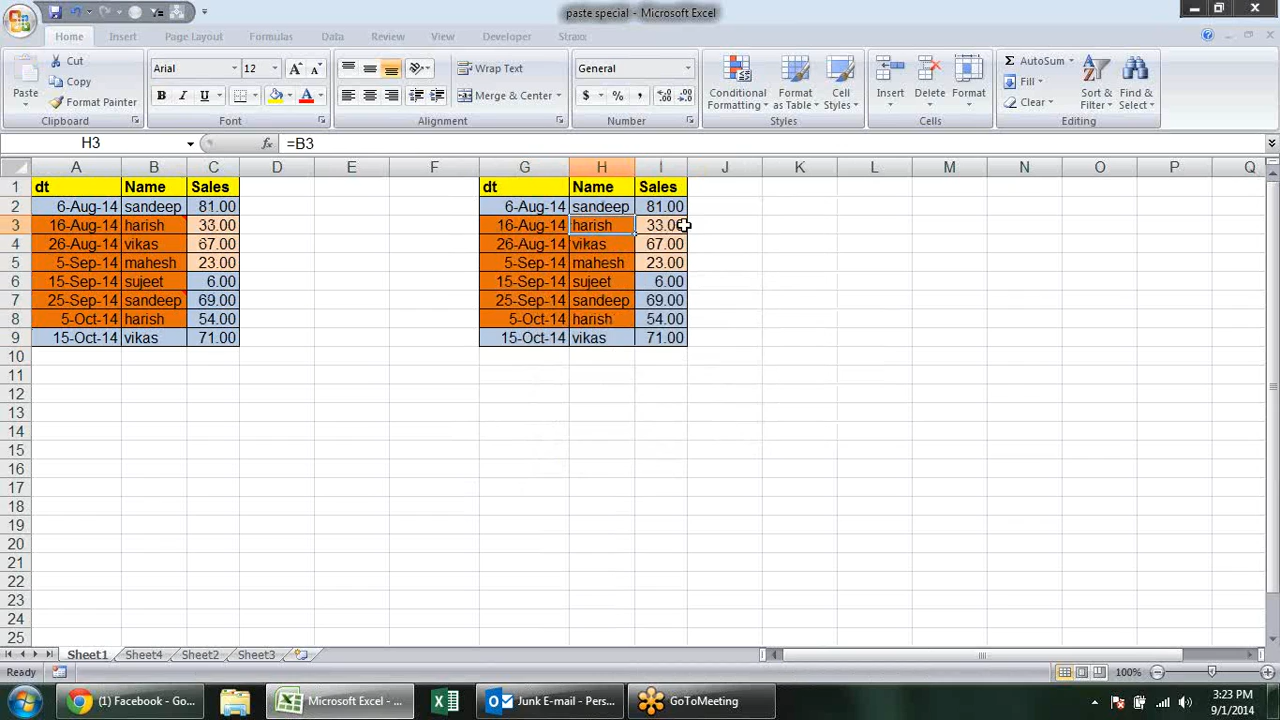 paste special - Microsoft Excel
Home Insert Page Layout Formulas Data Review View Developer Straxx
Paste
Cut
Copy
Format Painter
Clipboard
Arial 12
B I U
Font
Wrap Text
Merge & Center
Alignment
General
$ % ,
Number
Conditional Formatting
Format as Table
Cell Styles
Styles
Insert Delete Format
Cells
Σ AutoSum
Fill
Clear
Sort & Filter
Find & Select
Editing
H3 fx =B3
A B C D E F G H I J K L M N O P Q
1 dt Name Sales dt Name Sales
2 6-Aug-14 sandeep 81.00 6-Aug-14 sandeep 81.00
3 16-Aug-14 harish 33.00 16-Aug-14 harish 33.00
4 26-Aug-14 vikas 67.00 26-Aug-14 vikas 67.00
5 5-Sep-14 mahesh 23.00 5-Sep-14 mahesh 23.00
6 15-Sep-14 sujeet 6.00 15-Sep-14 sujeet 6.00
7 25-Sep-14 sandeep 69.00 25-Sep-14 sandeep 69.00
8 5-Oct-14 harish 54.00 5-Oct-14 harish 54.00
9 15-Oct-14 vikas 71.00 15-Oct-14 vikas 71.00
10
11
12
13
14
15
16
17
18
19
20
21
22
23
24
25
Sheet1 Sheet4 Sheet2 Sheet3
Ready 100%
(1) Facebook - Go... Microsoft Excel - ... Junk E-mail - Pers... GoToMeeting
3:23 PM
9/1/2014